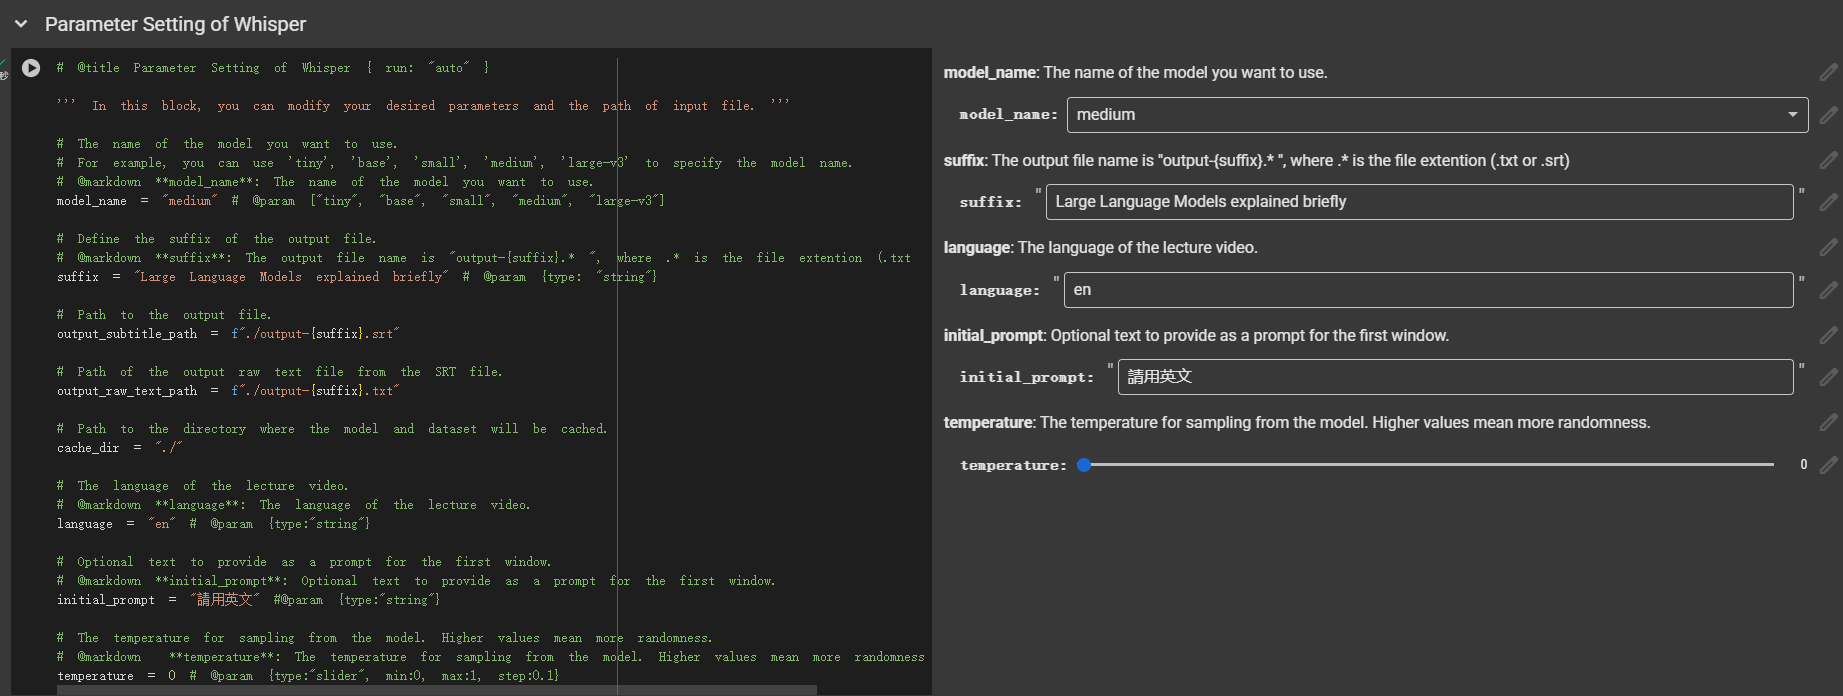 Parameter Setting of Whisper
秒
# @title Parameter Setting of Whisper { run: "auto" }
''' In this block, you can modify your desired parameters and the path of input file. '''
# The name of the model you want to use.
# For example, you can use 'tiny', 'base', 'small', 'medium', 'large-v3' to specify the model name.
# @markdown **model_name**: The name of the model you want to use.
model_name = "medium" # @param ["tiny", "base", "small", "medium", "large-v3"]
# Define the suffix of the output file.
# @markdown **suffix**: The output file name is "output-{suffix}.* ", where .* is the file extention (.txt
suffix = "Large Language Models explained briefly" # @param {type: "string"}
# Path to the output file.
output_subtitle_path = f"./output-{suffix}.srt"
# Path of the output raw text file from the SRT file.
output_raw_text_path = f"./output-{suffix}.txt"
# Path to the directory where the model and dataset will be cached.
cache_dir = "./"
# The language of the lecture video.
# @markdown **language**: The language of the lecture video.
language = "en" # @param {type:"string"}
# Optional text to provide as a prompt for the first window.
# @markdown **initial_prompt**: Optional text to provide as a prompt for the first window.
initial_prompt = "請用英文" #@param {type:"string"}
# The temperature for sampling from the model. Higher values mean more randomness.
# @markdown  **temperature**: The temperature for sampling from the model. Higher values mean more randomness
temperature = 0 # @param {type:"slider", min:0, max:1, step:0.1}
model_name: The name of the model you want to use.
model_name: medium
suffix: The output file name is "output-{suffix}.* ", where .* is the file extention (.txt or .srt)
suffix: " Large Language Models explained briefly "
language: The language of the lecture video.
language: " en "
initial_prompt: Optional text to provide as a prompt for the first window.
initial_prompt: " 請用英文 "
temperature: The temperature for sampling from the model. Higher values mean more randomness.
temperature: 0